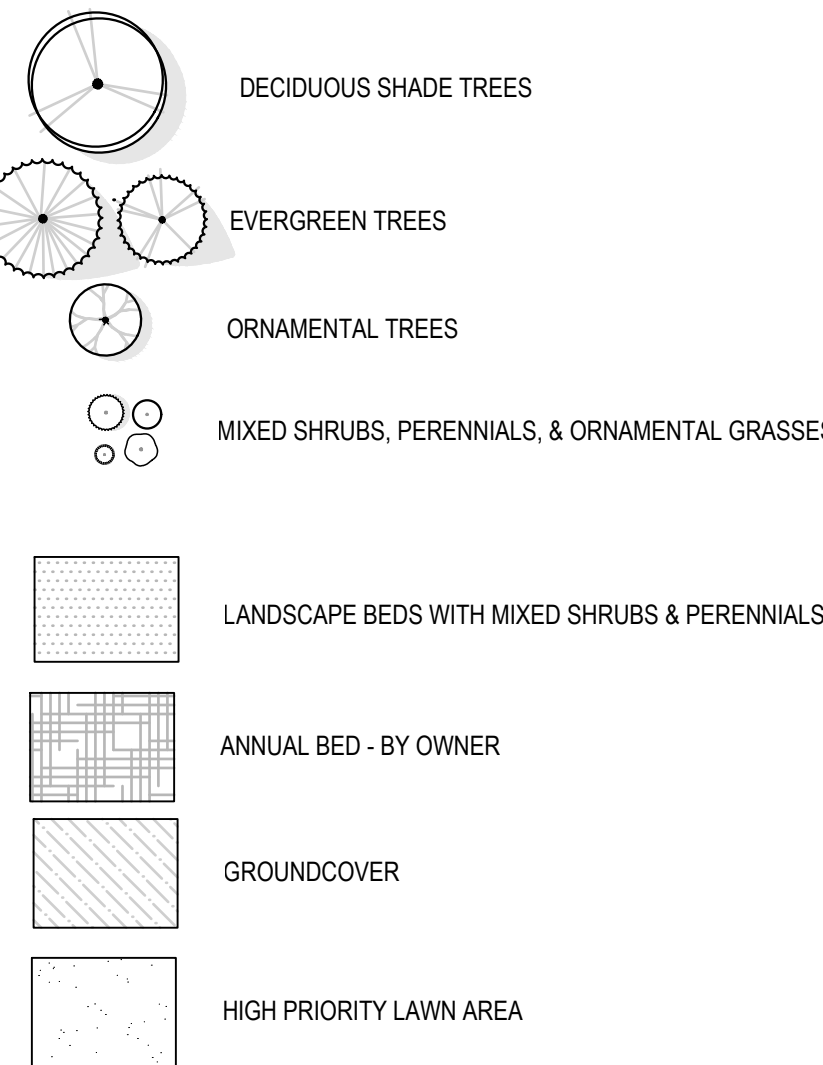 DECIDUOUS SHADE TREES
EVERGREEN TREES
ORNAMENTAL TREES
MIXED SHRUBS, PERENNIALS, & ORNAMENTAL GRASSES
LANDSCAPE BEDS WITH MIXED SHRUBS & PERENNIALS
ANNUAL BED - BY OWNER
GROUNDCOVER
HIGH PRIORITY LAWN AREA